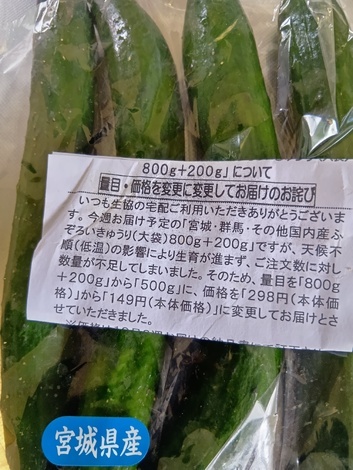 800g+200g」について
量目・価格を変更に変更してお届けのお詫び
いつも生協の宅配ご利用いただきありがとうございま
す。今週お届け予定の「宮城・群馬・その他国内産ふ
ぞろいきゅうり(大袋)800g+200g」ですが、天候不
順(低温)の影響により生育が進まず、ご注文数に対し
数量が不足してしまいました。そのため、量目を「800g
+200g」から「500g」に、価格を「298円(本体価
格)」から「149円(本体価格)」に変更してお届けとさ
せていただきました。
宮城県産